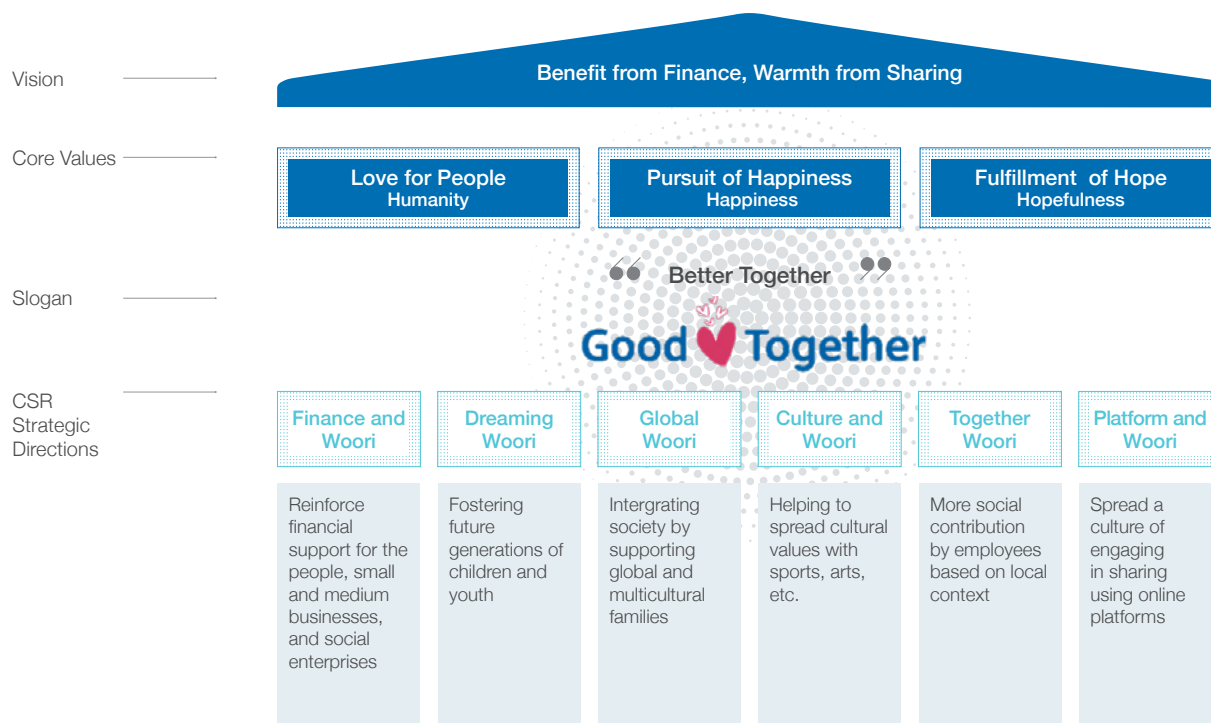 Vision
Benefit from Finance, Warmth from Sharing
Core Values
Love for People
Humanity
Pursuit of Happiness
Happiness
Fulfillment of Hope
Hopefulness
Slogan
“ Better Together ”
Good Together
CSR
Strategic
Directions
Finance and
Woori
Reinforce
financial
support for the
people, small
and medium
businesses,
and social
enterprises
Dreaming
Woori
Fostering
future
generations of
children and
youth
Global
Woori
Intergrating
society by
supporting
global and
multicultural
families
Culture and
Woori
Helping to
spread cultural
values with
sports, arts,
etc.
Together
Woori
More social
contribution
by employees
based on local
context
Platform and
Woori
Spread a
culture of
engaging
in sharing
using online
platforms